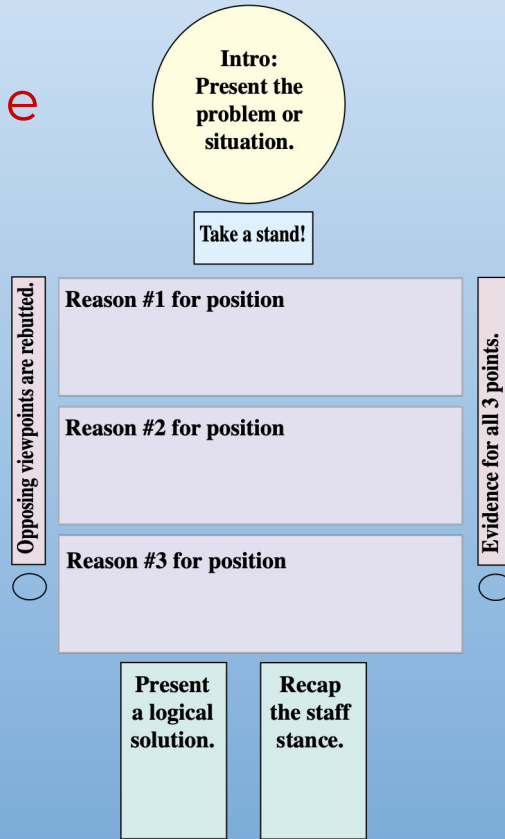 e
Intro:
Present the
problem or
situation.
Take a stand!
Opposing viewpoints are rebutted.
Reason #1 for position
Reason #2 for position
Reason #3 for position
Evidence for all 3 points.
Present
a logical
solution.
Recap
the staff
stance.